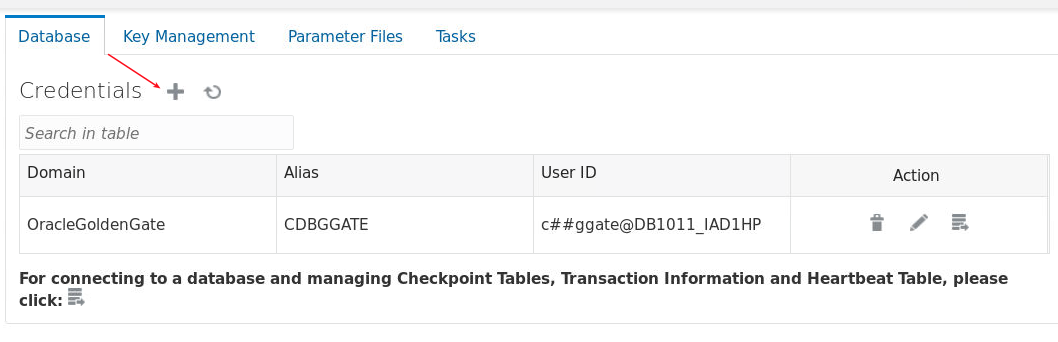 Database Key Management Parameter Files Tasks
Credentials
Search in table
Domain Alias User ID Action
OracleGoldenGate CDBGGATE c##ggate@DB1011_IAD1HP
For connecting to a database and managing Checkpoint Tables, Transaction Information and Heartbeat Table, please
click: